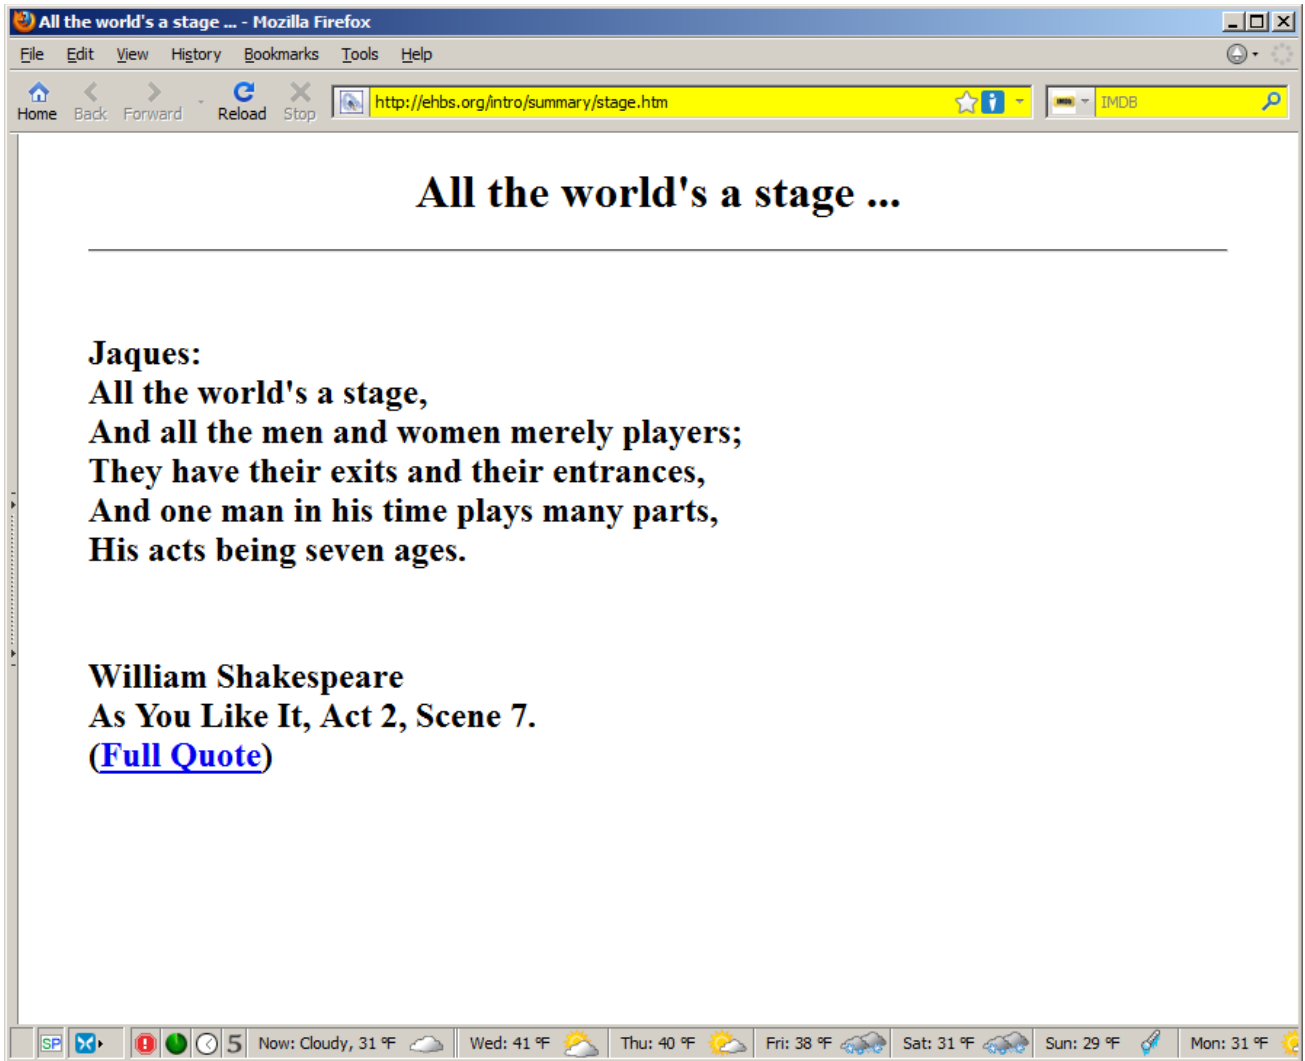 All the world's a stage ... - Mozilla Firefox
File Edit View History Bookmarks Tools Help
Home Back Forward Reload Stop http://ehbs.org/intro/summary/stage.htm IMDB IMDB
All the world's a stage ...
Jaques:
All the world's a stage,
And all the men and women merely players;
They have their exits and their entrances,
And one man in his time plays many parts,
His acts being seven ages.
William Shakespeare
As You Like It, Act 2, Scene 7.
(Full Quote)
SP 5 Now: Cloudy, 31 °F Wed: 41 °F Thu: 40 °F Fri: 38 °F Sat: 31 °F Sun: 29 °F Mon: 31 °F